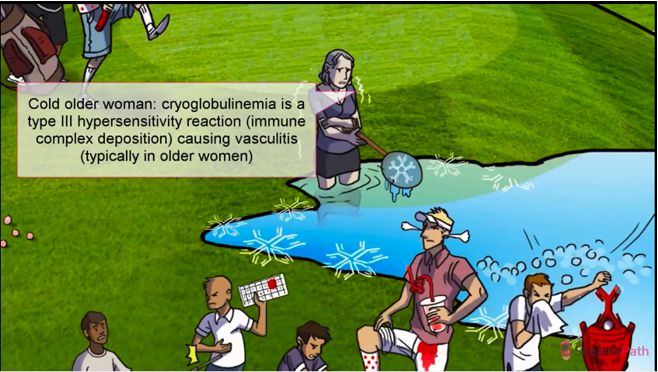 Cold older woman: cryoglobulinemia is a
type III hypersensitivity reaction (immune
complex deposition) causing vasculitis
(typically in older women)